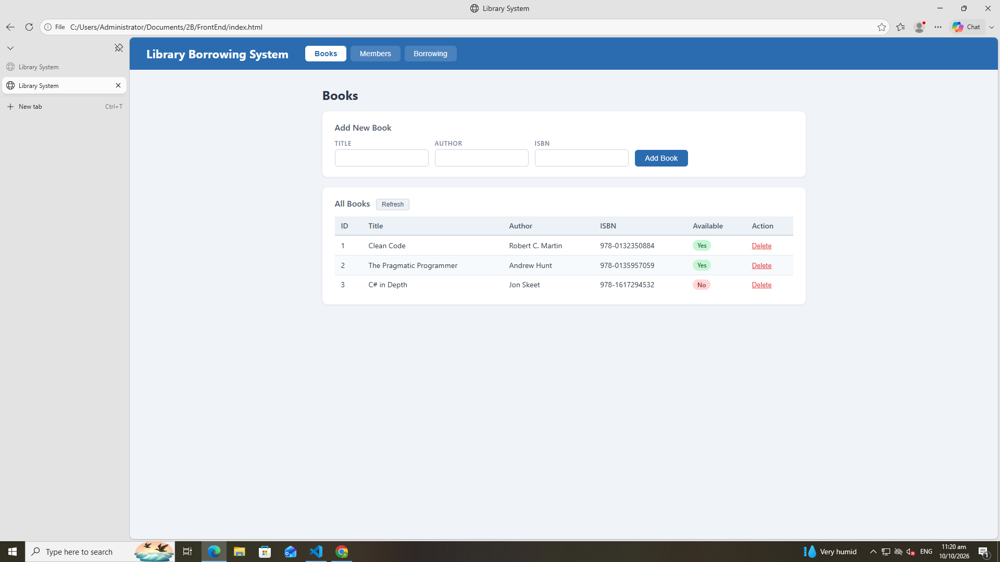 Library System
File C:/Users/Administrator/Documents/2B/FrontEnd/index.html
Chat
Library System
Library System
New tab Ctrl+T
Library Borrowing System Books Members Borrowing
Books
Add New Book
TITLE AUTHOR ISBN
Add Book
All Books Refresh
ID Title Author ISBN Available Action
1 Clean Code Robert C. Martin 978-0132350884 Yes Delete
2 The Pragmatic Programmer Andrew Hunt 978-0135957059 Yes Delete
3 C# in Depth Jon Skeet 978-1617294532 No Delete
Type here to search
Very humid
ENG
11:20 am
10/10/2026
1